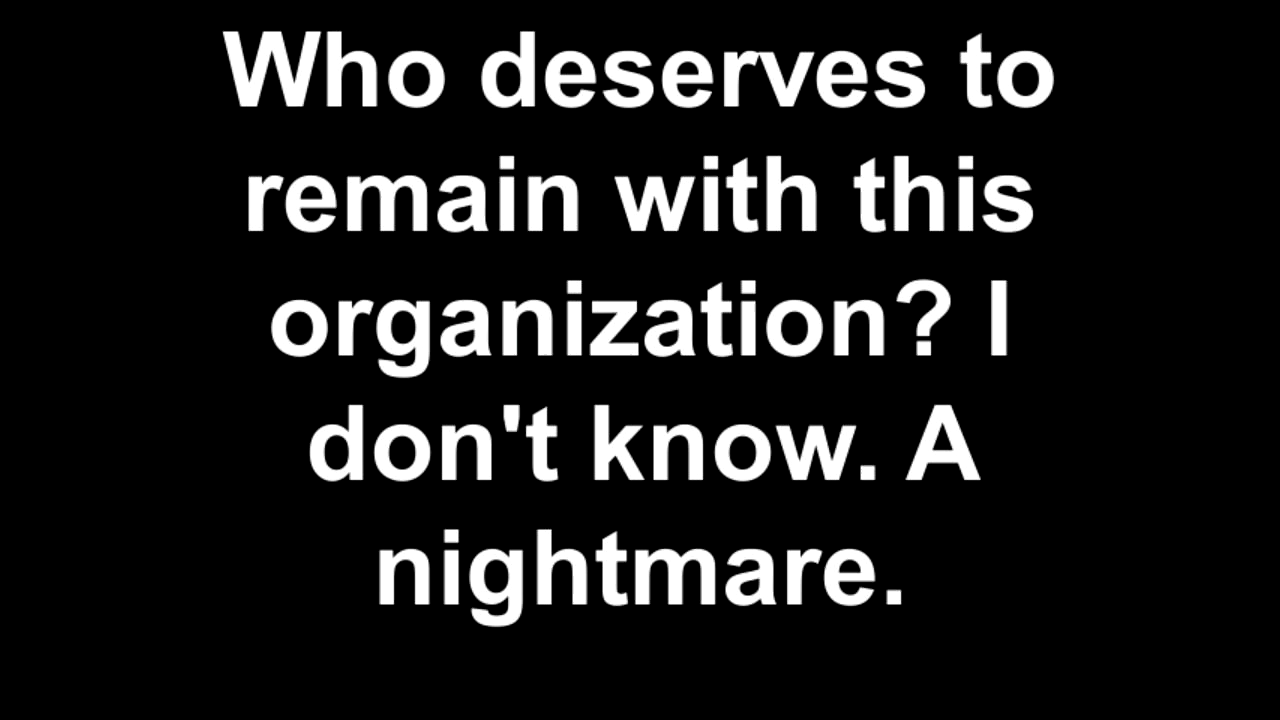 Who deserves to
remain with this
organization? I
don't know. A
nightmare.